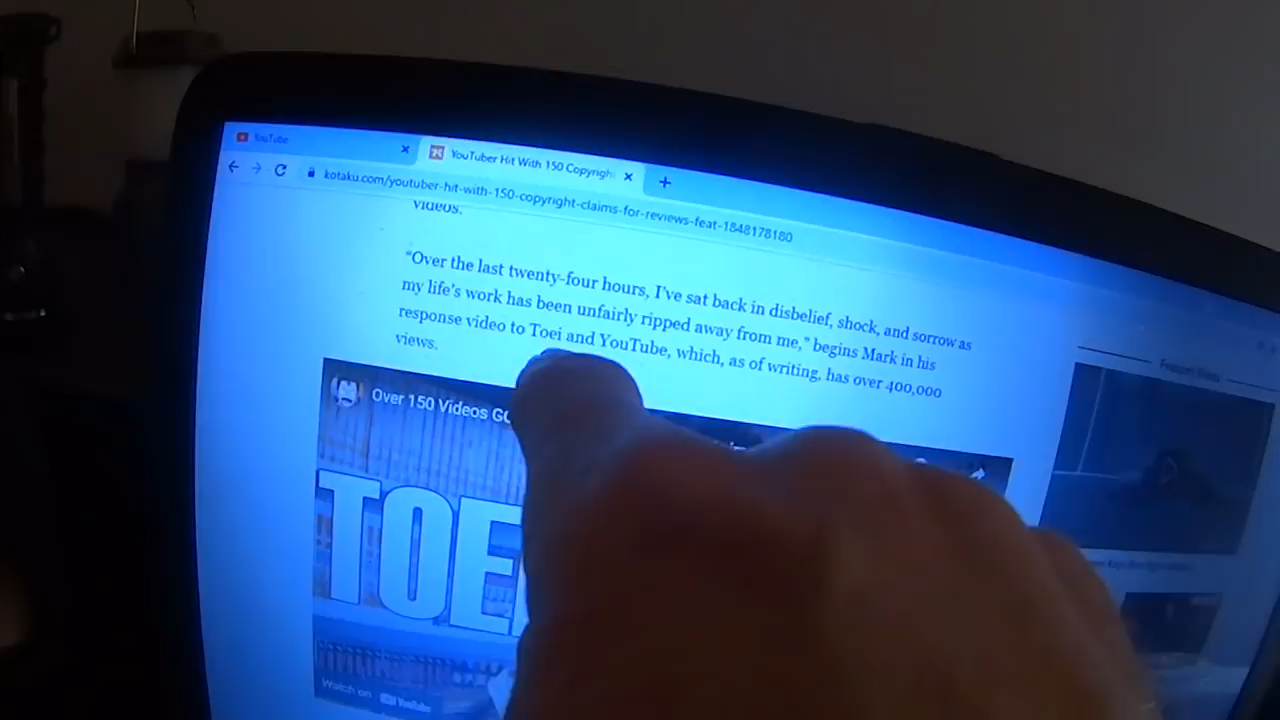 YouTube
YouTuber Hit With 150 Copyrigh
kotaku.com/youtuber-hit-with-150-copyright-claims-for-reviews-feat-1848178180
videos.
“Over the last twenty-four hours, I’ve sat back in disbelief, shock, and sorrow as
my life’s work has been unfairly ripped away from me,” begins Mark in his
response video to Toei and YouTube, which, as of writing, has over 400,000
views.
Over 150 Videos
TOE
Watch on YouTube